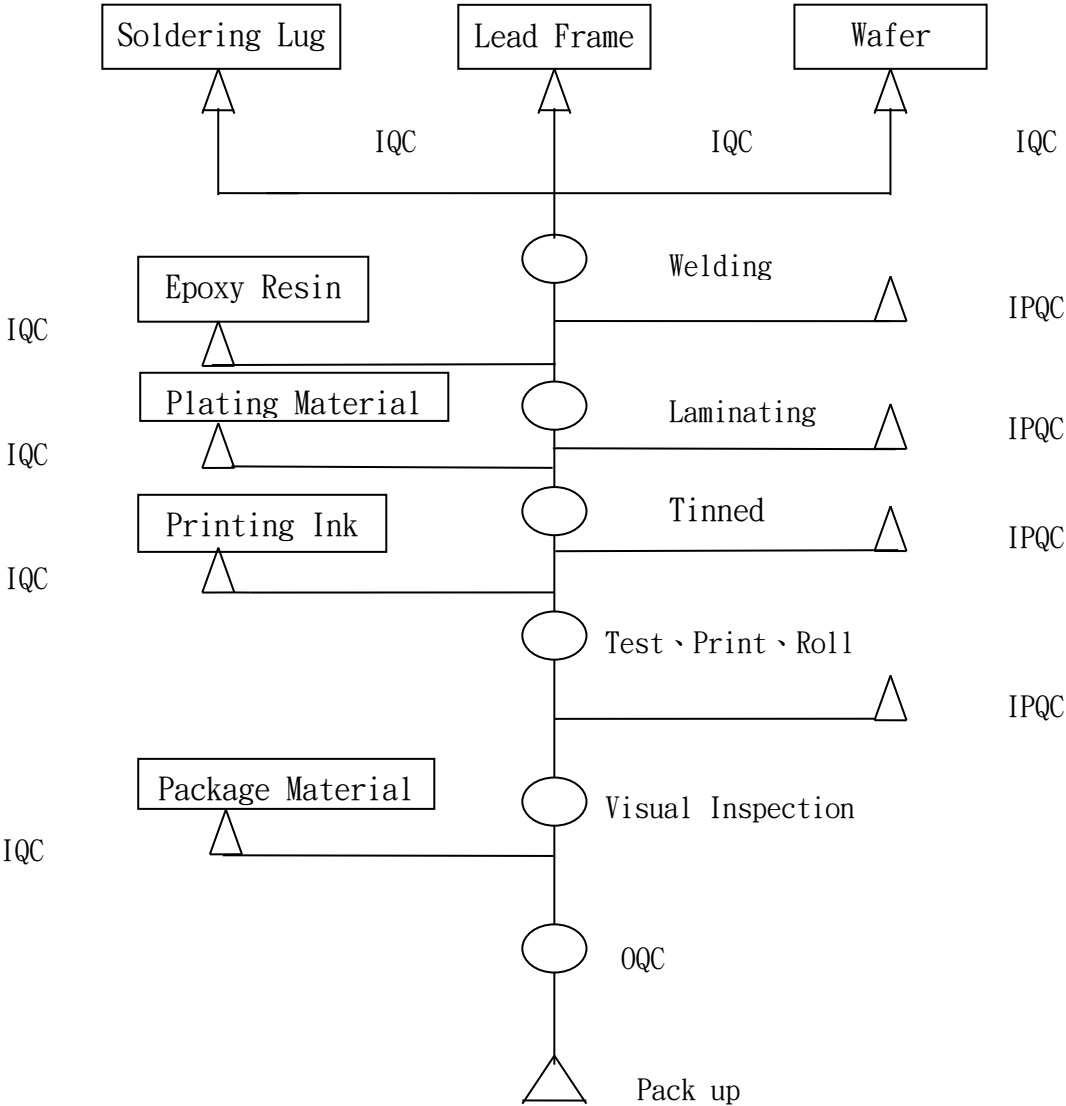 Soldering Lug
Lead Frame
Wafer
IQC
IQC
IQC
Welding
Epoxy Resin
IPQC
IQC
Plating Material
Laminating
IPQC
IQC
Tinned
Printing Ink
IPQC
IQC
Test、Print、Roll
IPQC
Package Material
Visual Inspection
IQC
OQC
Pack up